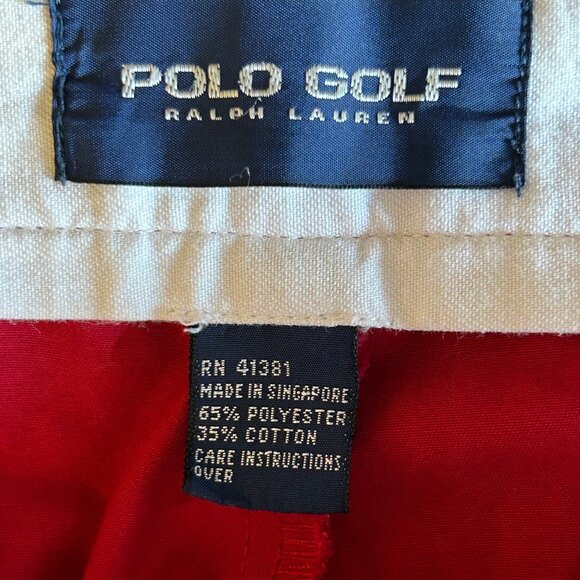 POLO GOLF
RALPH LAUREN
RN 41381
MADE IN SINGAPORE
65% POLYESTER
35% COTTON
CARE INSTRUCTIONS
OVER